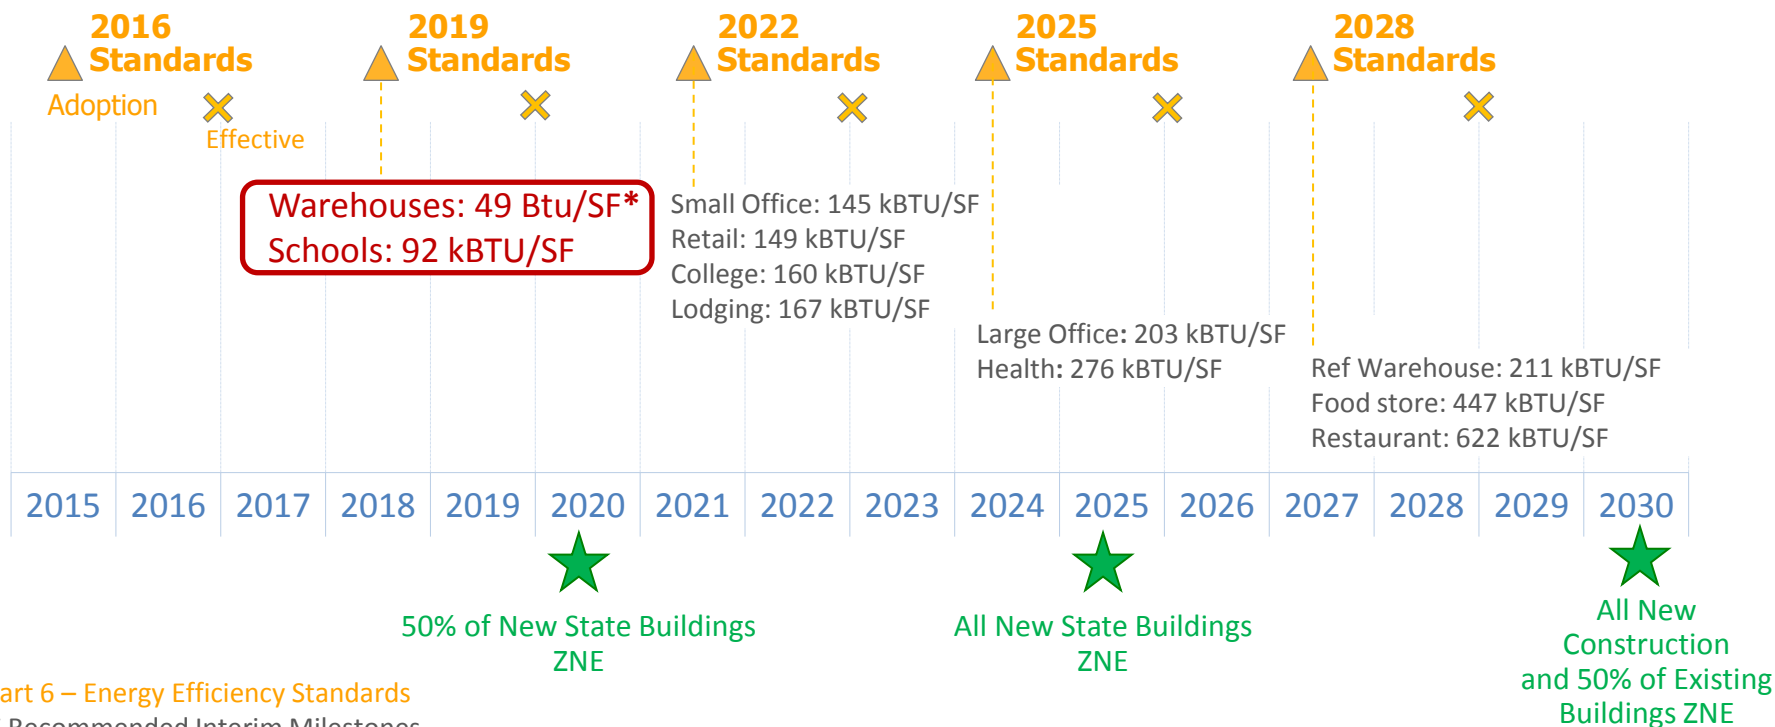 2016
Standards
2019
Standards
2022
Standards
2025
Standards
2028
Standards
Adoption
Effective
Warehouses: 49 Btu/SF*
Schools: 92 kBTU/SF
Small Office: 145 kBTU/SF
Retail: 149 kBTU/SF
College: 160 kBTU/SF
Lodging: 167 kBTU/SF
Large Office: 203 kBTU/SF
Health: 276 kBTU/SF
Ref Warehouse: 211 kBTU/SF
Food store: 447 kBTU/SF
Restaurant: 622 kBTU/SF
2015 2016 2017 2018 2019 2020 2021 2022 2023 2024 2025 2026 2027 2028 2029 2030
50% of New State Buildings
ZNE
All New State Buildings
ZNE
All New
Construction
and 50% of Existing
Buildings ZNE
art 6 – Energy Efficiency Standards
Recommended Interim Milestones